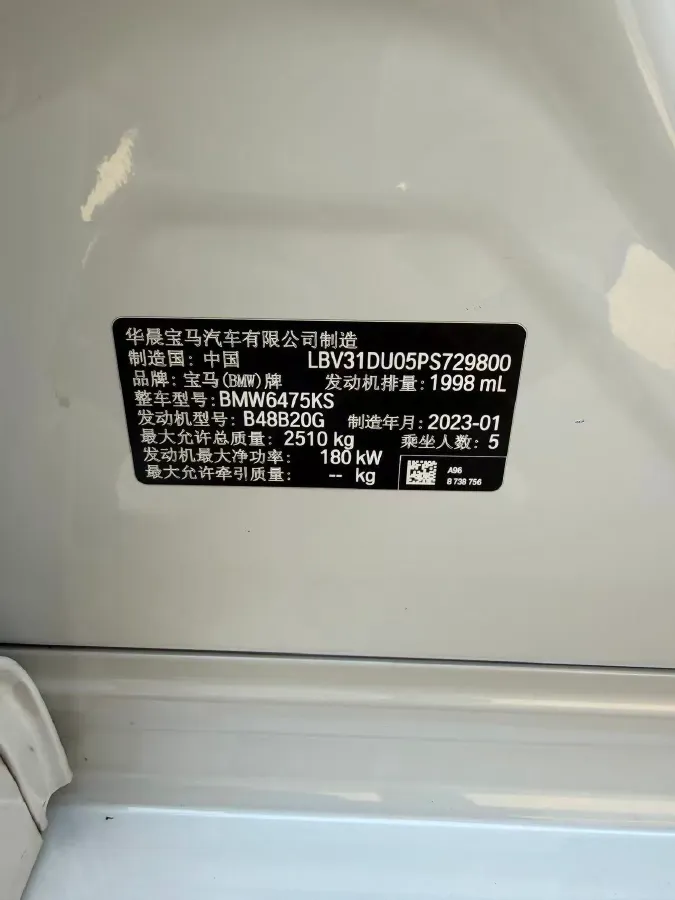 华晨宝马汽车有限公司制造
制造国：中国 LBV31DU05PS729800
品牌：宝马(BMW)牌 发动机排量：1998 mL
整车型号：BMW6475KS
发动机型号：B48B20G 制造年月：2023-01
最大允许总质量：2510 kg 乘坐人数：5
发动机最大净功率：180 kW
最大允许牵引质量：-- kg
A96
8 738 756